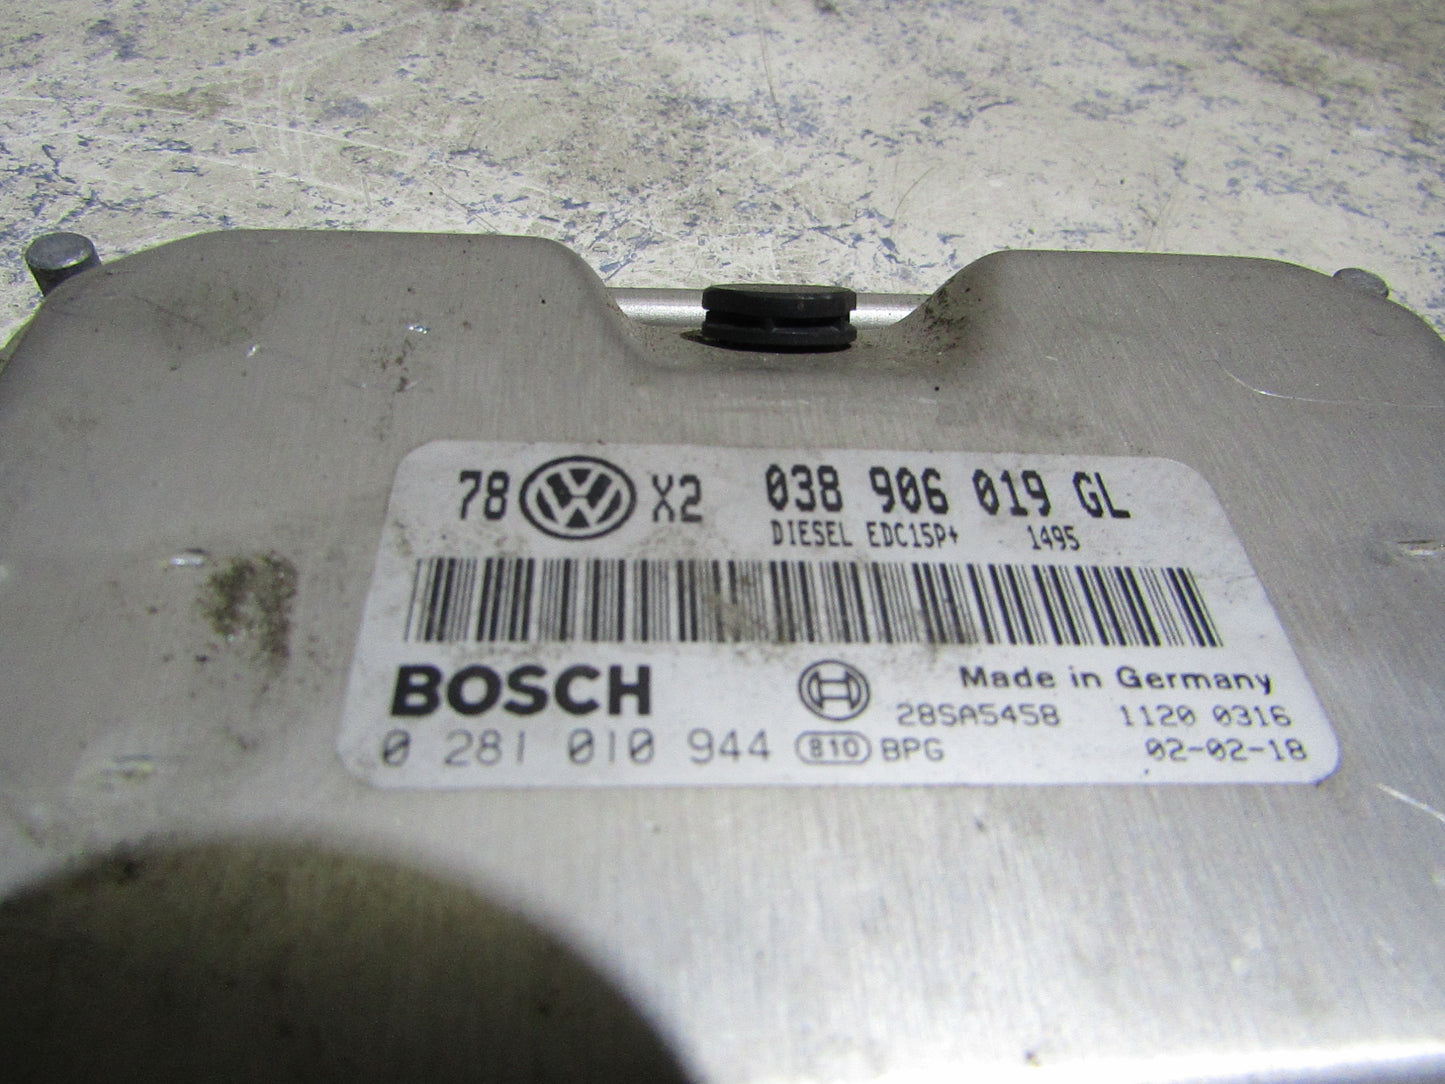 78 VW X2 038 906 019 GL
DIESEL EDC15P+ 1495
BOSCH Made in Germany
28SA5458 1120 0316
0 281 010 944 810 BPG 02-02-18